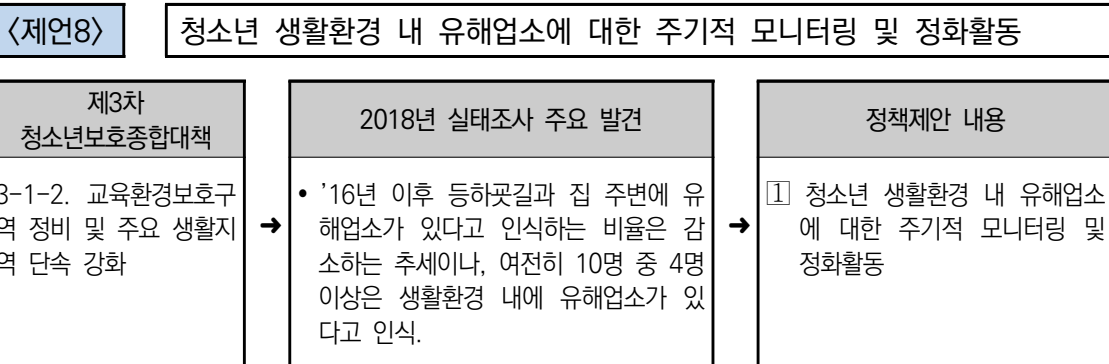 〈제언8〉
청소년 생활환경 내 유해업소에 대한 주기적 모니터링 및 정화활동
제3차
청소년보호종합대책
3-1-2. 교육환경보호구
역 정비 및 주요 생활지
역 단속 강화
➜
2018년 실태조사 주요 발견
• ’16년 이후 등하굣길과 집 주변에 유
해업소가 있다고 인식하는 비율은 감
소하는 추세이나, 여전히 10명 중 4명
이상은 생활환경 내에 유해업소가 있
다고 인식.
➜
정책제안 내용
1 청소년 생활환경 내 유해업소
에 대한 주기적 모니터링 및
정화활동